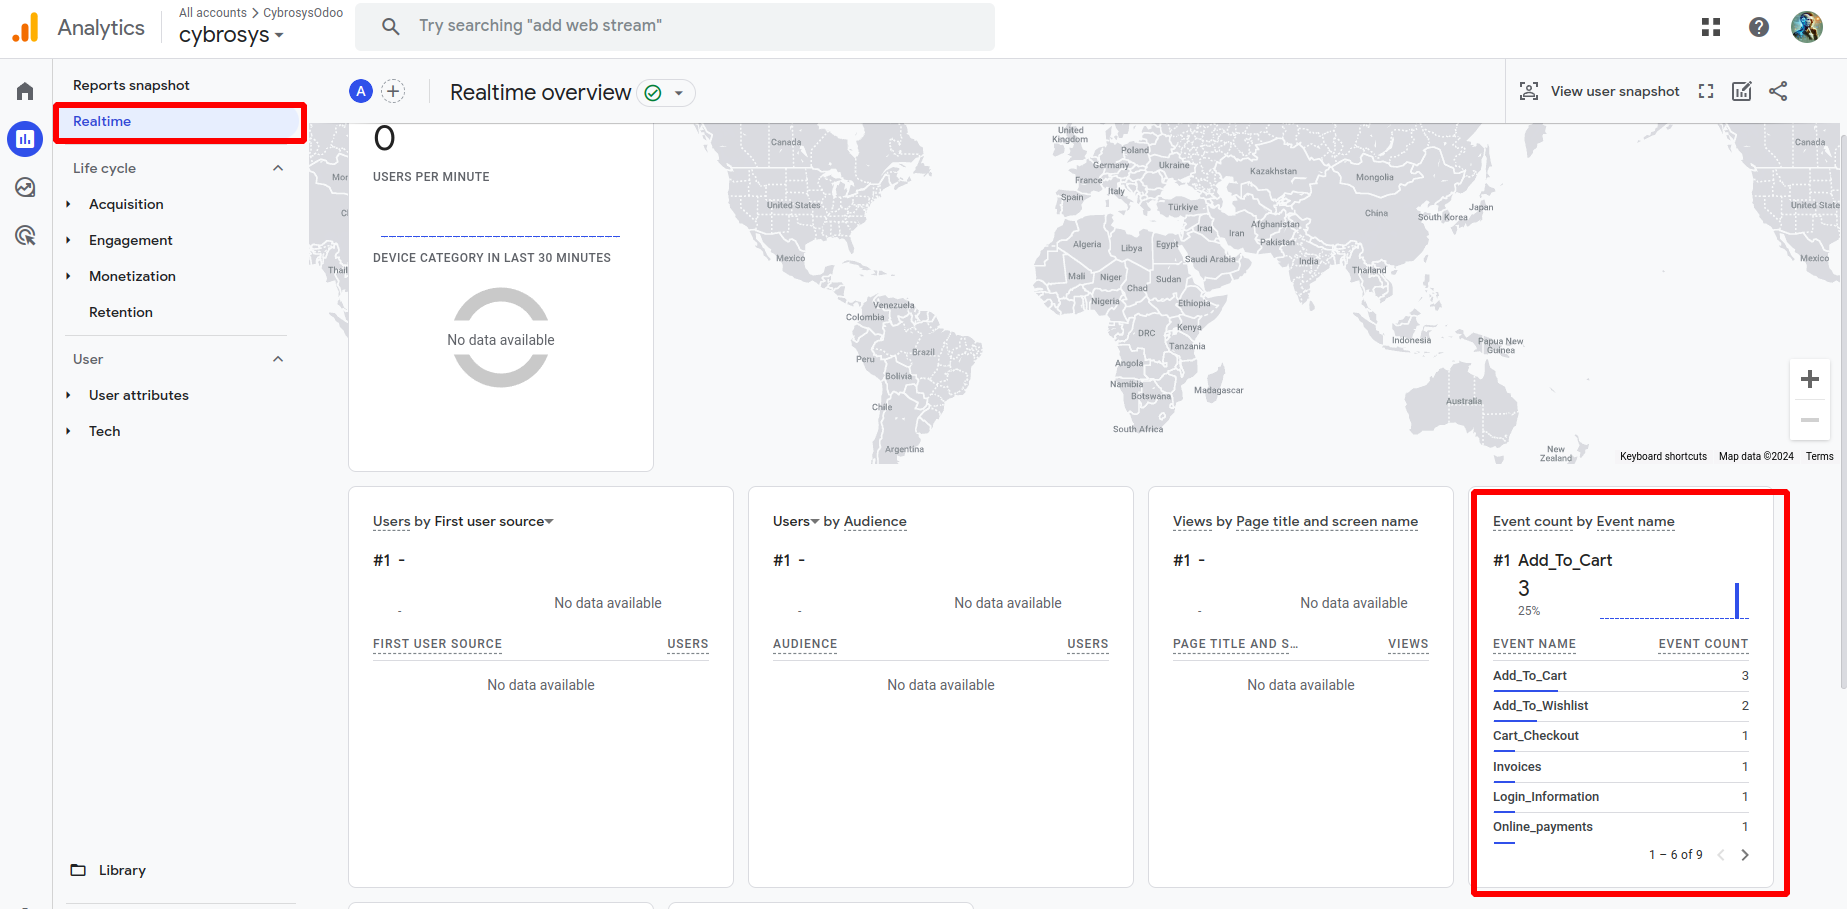 Analytics
All accounts > CybrosysOdoo
cybrosys
Try searching "add web stream"
Reports snapshot
Realtime
Life cycle
Acquisition
Engagement
Monetization
Retention
User
User attributes
Tech
Library
A
Realtime overview
View user snapshot
0
USERS PER MINUTE
DEVICE CATEGORY IN LAST 30 MINUTES
No data available
Canada
United States
Mexico
Venezuela
Colombia
Brazil
Peru
Bolivia
Chile
Argentina
United Kingdom
Poland
Germany
Ukraine
France
Italy
Spain
Türkiye
Kazakhstan
Mongolia
China
South Korea
Japan
Afghanistan
Iraq
Iran
Pakistan
Algeria
Libya
Egypt
Saudi Arabia
India
Thailand
Mali
Niger
Sudan
Chad
Nigeria
Ethiopia
DRC
Kenya
Tanzania
Angola
Namibia
Botswana
Madagascar
South Africa
Indonesia
Papua New Guinea
Australia
New Zealand
Canada
United State
Mexico
Mor
Thail
Keyboard shortcuts
Map data ©2024
Terms
Users by First user source
#1 -
-
No data available
FIRST USER SOURCE USERS
No data available
Users by Audience
#1 -
-
No data available
AUDIENCE USERS
No data available
Views by Page title and screen name
#1 -
-
No data available
PAGE TITLE AND S… VIEWS
No data available
Event count by Event name
#1 Add_To_Cart
3
25%
EVENT NAME EVENT COUNT
Add_To_Cart 3
Add_To_Wishlist 2
Cart_Checkout 1
Invoices 1
Login_Information 1
Online_payments 1
1 – 6 of 9